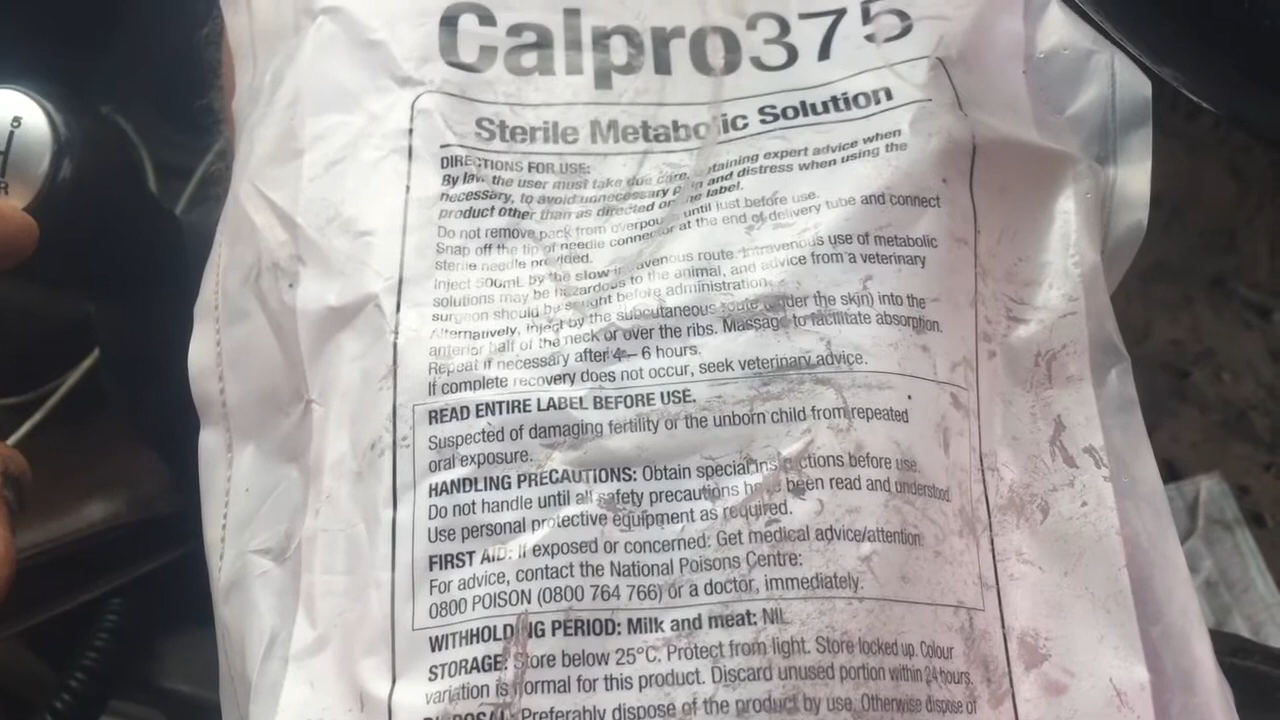 5
R
Calpro375
Sterile Metabolic Solution
DIRECTIONS FOR USE:
By law the user must take due care, obtaining expert advice when
necessary, to avoid unnecessary pain and distress when using the
product other than as directed on the label.
Do not remove pack from overpouch until just before use.
Snap off the tip of needle connector at the end of delivery tube and connect
sterile needle provided.
Inject 500mL by the slow intravenous route. Intravenous use of metabolic
solutions may be hazardous to the animal, and advice from a veterinary
surgeon should be sought before administration.
Alternatively, inject by the subcutaneous route (under the skin) into the
anterior half of the neck or over the ribs. Massage to facilitate absorption.
Repeat if necessary after 4 – 6 hours.
If complete recovery does not occur, seek veterinary advice.
READ ENTIRE LABEL BEFORE USE.
Suspected of damaging fertility or the unborn child from repeated
oral exposure.
HANDLING PRECAUTIONS: Obtain special instructions before use.
Do not handle until all safety precautions have been read and understood.
Use personal protective equipment as required.
FIRST AID: If exposed or concerned: Get medical advice/attention.
For advice, contact the National Poisons Centre:
0800 POISON (0800 764 766) or a doctor, immediately.
WITHHOLDING PERIOD: Milk and meat: NIL
STORAGE: Store below 25°C. Protect from light. Store locked up. Colour
variation is normal for this product. Discard unused portion within 24 hours.
DISPOSAL: Preferably dispose of the product by use. Otherwise dispose of